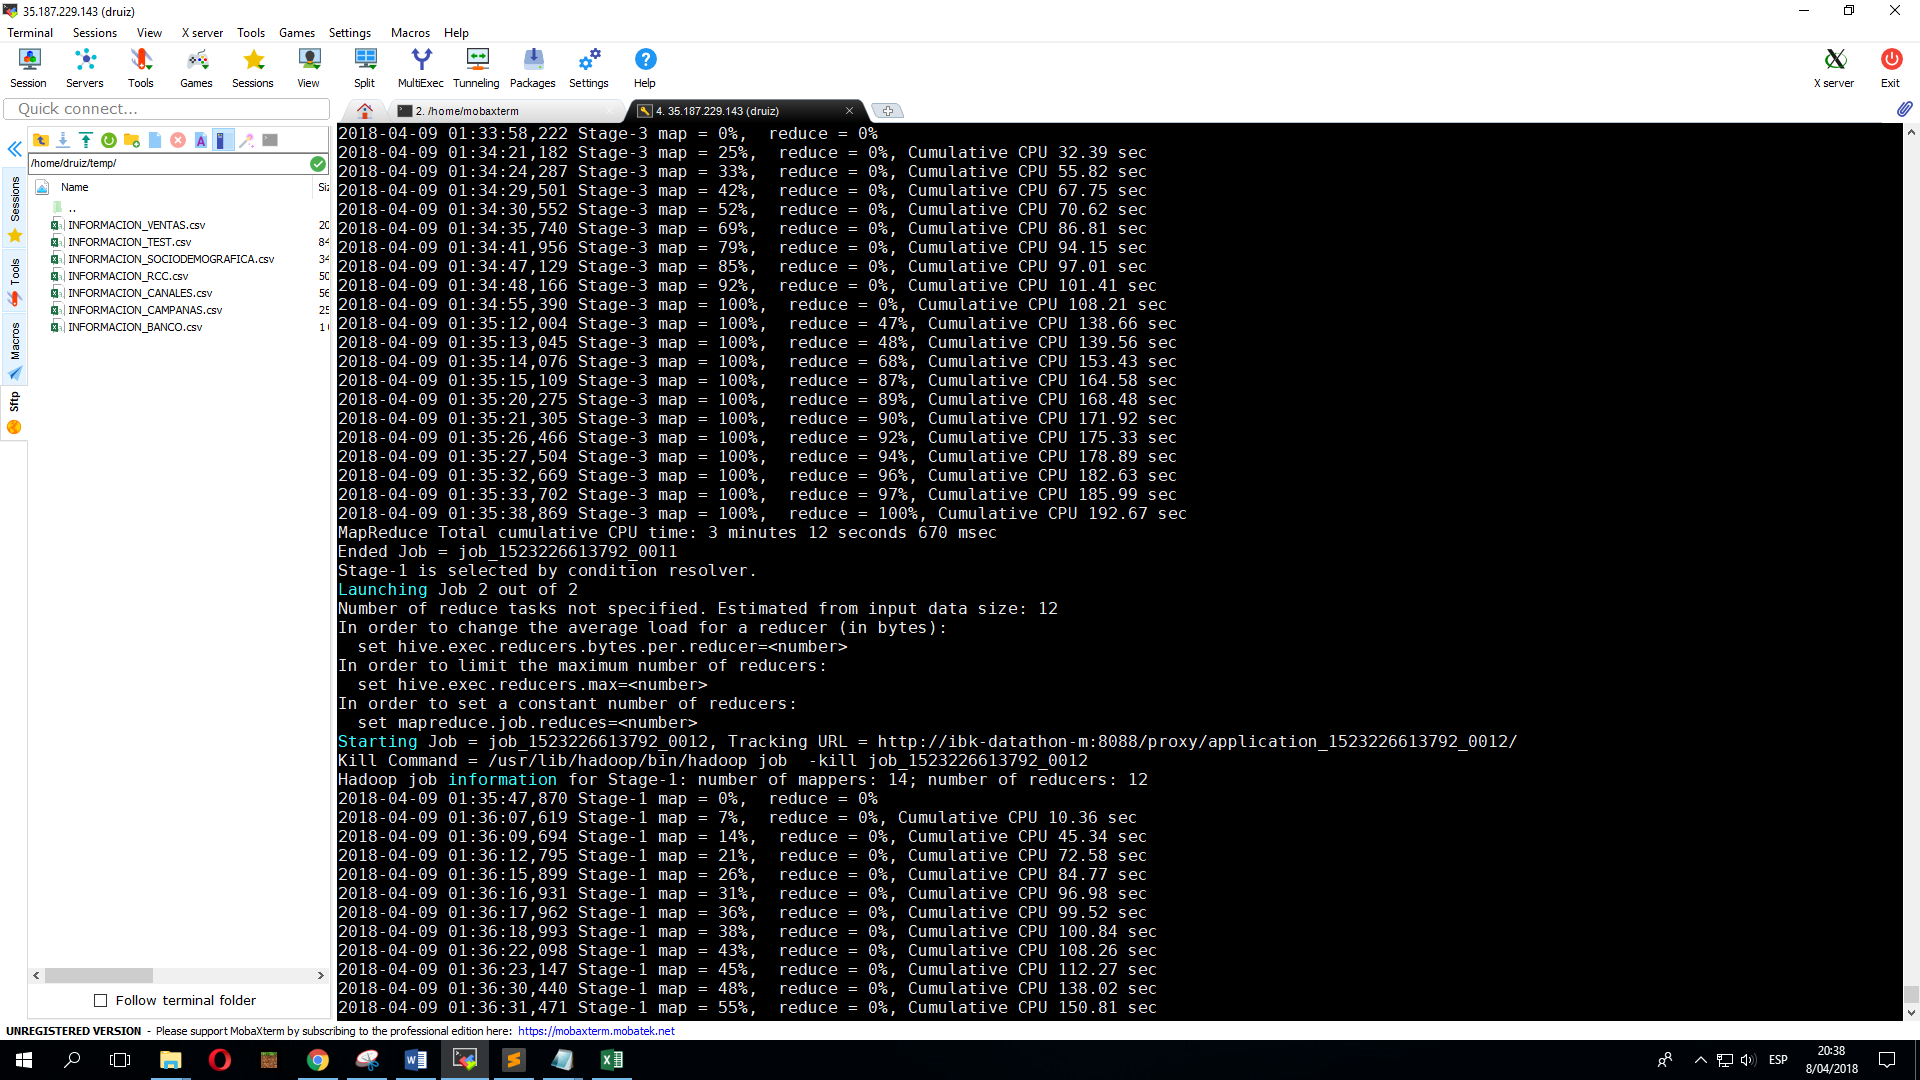 35.187.229.143 (druiz)
Terminal Sessions View X server Tools Games Settings Macros Help
Session Servers Tools Games Sessions View Split MultiExec Tunneling Packages Settings Help X server Exit
Quick connect...
2. /home/mobaxterm
4. 35.187.229.143 (druiz)
/home/druiz/temp/
Name Siz
..
INFORMACION_VENTAS.csv 20
INFORMACION_TEST.csv 84
INFORMACION_SOCIODEMOGRAFICA.csv 34
INFORMACION_RCC.csv 50
INFORMACION_CANALES.csv 56
INFORMACION_CAMPANAS.csv 25
INFORMACION_BANCO.csv 1
Sessions
Tools
Macros
Sftp
Follow terminal folder
2018-04-09 01:33:58,222 Stage-3 map = 0%,  reduce = 0%
2018-04-09 01:34:21,182 Stage-3 map = 25%,  reduce = 0%, Cumulative CPU 32.39 sec
2018-04-09 01:34:24,287 Stage-3 map = 33%,  reduce = 0%, Cumulative CPU 55.82 sec
2018-04-09 01:34:29,501 Stage-3 map = 42%,  reduce = 0%, Cumulative CPU 67.75 sec
2018-04-09 01:34:30,552 Stage-3 map = 52%,  reduce = 0%, Cumulative CPU 70.62 sec
2018-04-09 01:34:35,740 Stage-3 map = 69%,  reduce = 0%, Cumulative CPU 86.81 sec
2018-04-09 01:34:41,956 Stage-3 map = 79%,  reduce = 0%, Cumulative CPU 94.15 sec
2018-04-09 01:34:47,129 Stage-3 map = 85%,  reduce = 0%, Cumulative CPU 97.01 sec
2018-04-09 01:34:48,166 Stage-3 map = 92%,  reduce = 0%, Cumulative CPU 101.41 sec
2018-04-09 01:34:55,390 Stage-3 map = 100%,  reduce = 0%, Cumulative CPU 108.21 sec
2018-04-09 01:35:12,004 Stage-3 map = 100%,  reduce = 47%, Cumulative CPU 138.66 sec
2018-04-09 01:35:13,045 Stage-3 map = 100%,  reduce = 48%, Cumulative CPU 139.56 sec
2018-04-09 01:35:14,076 Stage-3 map = 100%,  reduce = 68%, Cumulative CPU 153.43 sec
2018-04-09 01:35:15,109 Stage-3 map = 100%,  reduce = 87%, Cumulative CPU 164.58 sec
2018-04-09 01:35:20,275 Stage-3 map = 100%,  reduce = 89%, Cumulative CPU 168.48 sec
2018-04-09 01:35:21,305 Stage-3 map = 100%,  reduce = 90%, Cumulative CPU 171.92 sec
2018-04-09 01:35:26,466 Stage-3 map = 100%,  reduce = 92%, Cumulative CPU 175.33 sec
2018-04-09 01:35:27,504 Stage-3 map = 100%,  reduce = 94%, Cumulative CPU 178.89 sec
2018-04-09 01:35:32,669 Stage-3 map = 100%,  reduce = 96%, Cumulative CPU 182.63 sec
2018-04-09 01:35:33,702 Stage-3 map = 100%,  reduce = 97%, Cumulative CPU 185.99 sec
2018-04-09 01:35:38,869 Stage-3 map = 100%,  reduce = 100%, Cumulative CPU 192.67 sec
MapReduce Total cumulative CPU time: 3 minutes 12 seconds 670 msec
Ended Job = job_1523226613792_0011
Stage-1 is selected by condition resolver.
Launching Job 2 out of 2
Number of reduce tasks not specified. Estimated from input data size: 12
In order to change the average load for a reducer (in bytes):
  set hive.exec.reducers.bytes.per.reducer=<number>
In order to limit the maximum number of reducers:
  set hive.exec.reducers.max=<number>
In order to set a constant number of reducers:
  set mapreduce.job.reduces=<number>
Starting Job = job_1523226613792_0012, Tracking URL = http://ibk-datathon-m:8088/proxy/application_1523226613792_0012/
Kill Command = /usr/lib/hadoop/bin/hadoop job  -kill job_1523226613792_0012
Hadoop job information for Stage-1: number of mappers: 14; number of reducers: 12
2018-04-09 01:35:47,870 Stage-1 map = 0%,  reduce = 0%
2018-04-09 01:36:07,619 Stage-1 map = 7%,  reduce = 0%, Cumulative CPU 10.36 sec
2018-04-09 01:36:09,694 Stage-1 map = 14%,  reduce = 0%, Cumulative CPU 45.34 sec
2018-04-09 01:36:12,795 Stage-1 map = 21%,  reduce = 0%, Cumulative CPU 72.58 sec
2018-04-09 01:36:15,899 Stage-1 map = 26%,  reduce = 0%, Cumulative CPU 84.77 sec
2018-04-09 01:36:16,931 Stage-1 map = 31%,  reduce = 0%, Cumulative CPU 96.98 sec
2018-04-09 01:36:17,962 Stage-1 map = 36%,  reduce = 0%, Cumulative CPU 99.52 sec
2018-04-09 01:36:18,993 Stage-1 map = 38%,  reduce = 0%, Cumulative CPU 100.84 sec
2018-04-09 01:36:22,098 Stage-1 map = 43%,  reduce = 0%, Cumulative CPU 108.26 sec
2018-04-09 01:36:23,147 Stage-1 map = 45%,  reduce = 0%, Cumulative CPU 112.27 sec
2018-04-09 01:36:30,440 Stage-1 map = 48%,  reduce = 0%, Cumulative CPU 138.02 sec
2018-04-09 01:36:31,471 Stage-1 map = 55%,  reduce = 0%, Cumulative CPU 150.81 sec
UNREGISTERED VERSION - Please support MobaXterm by subscribing to the professional edition here: https://mobaxterm.mobatek.net
ESP
20:38
8/04/2018